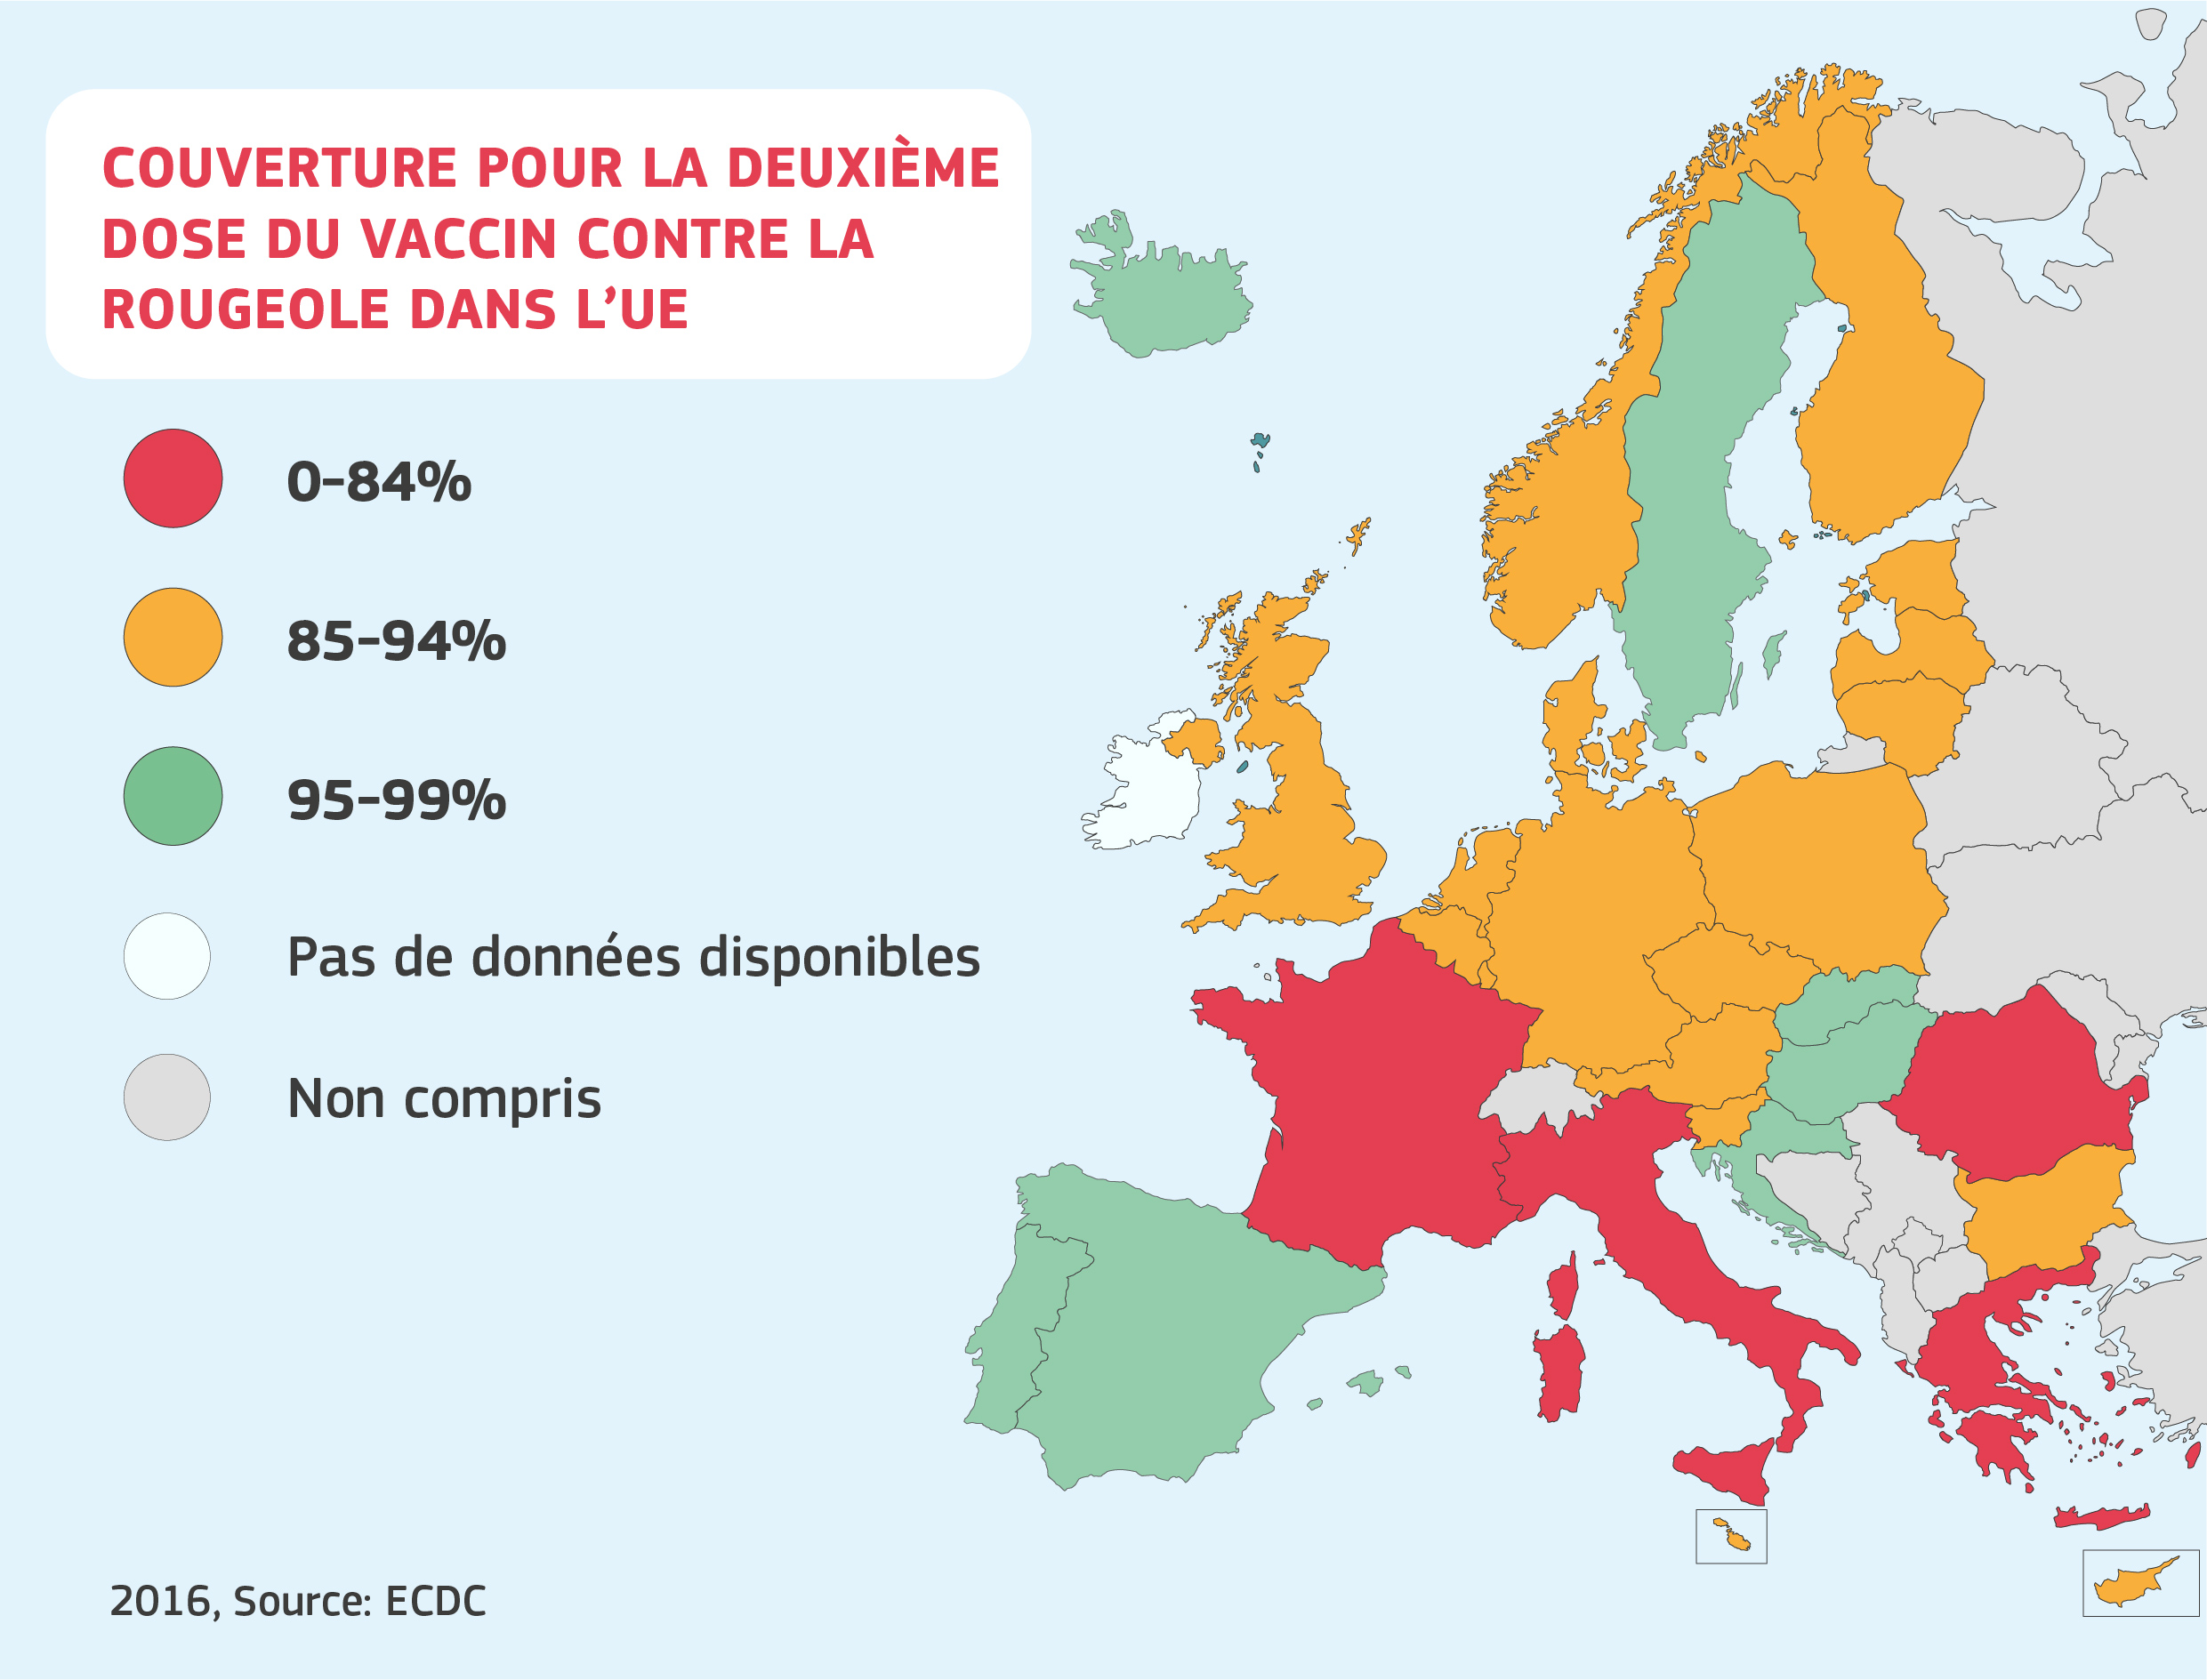 COUVERTURE POUR LA DEUXIÈME
DOSE DU VACCIN CONTRE LA
ROUGEOLE DANS L’UE
0-84%
85-94%
95-99%
Pas de données disponibles
Non compris
2016, Source: ECDC